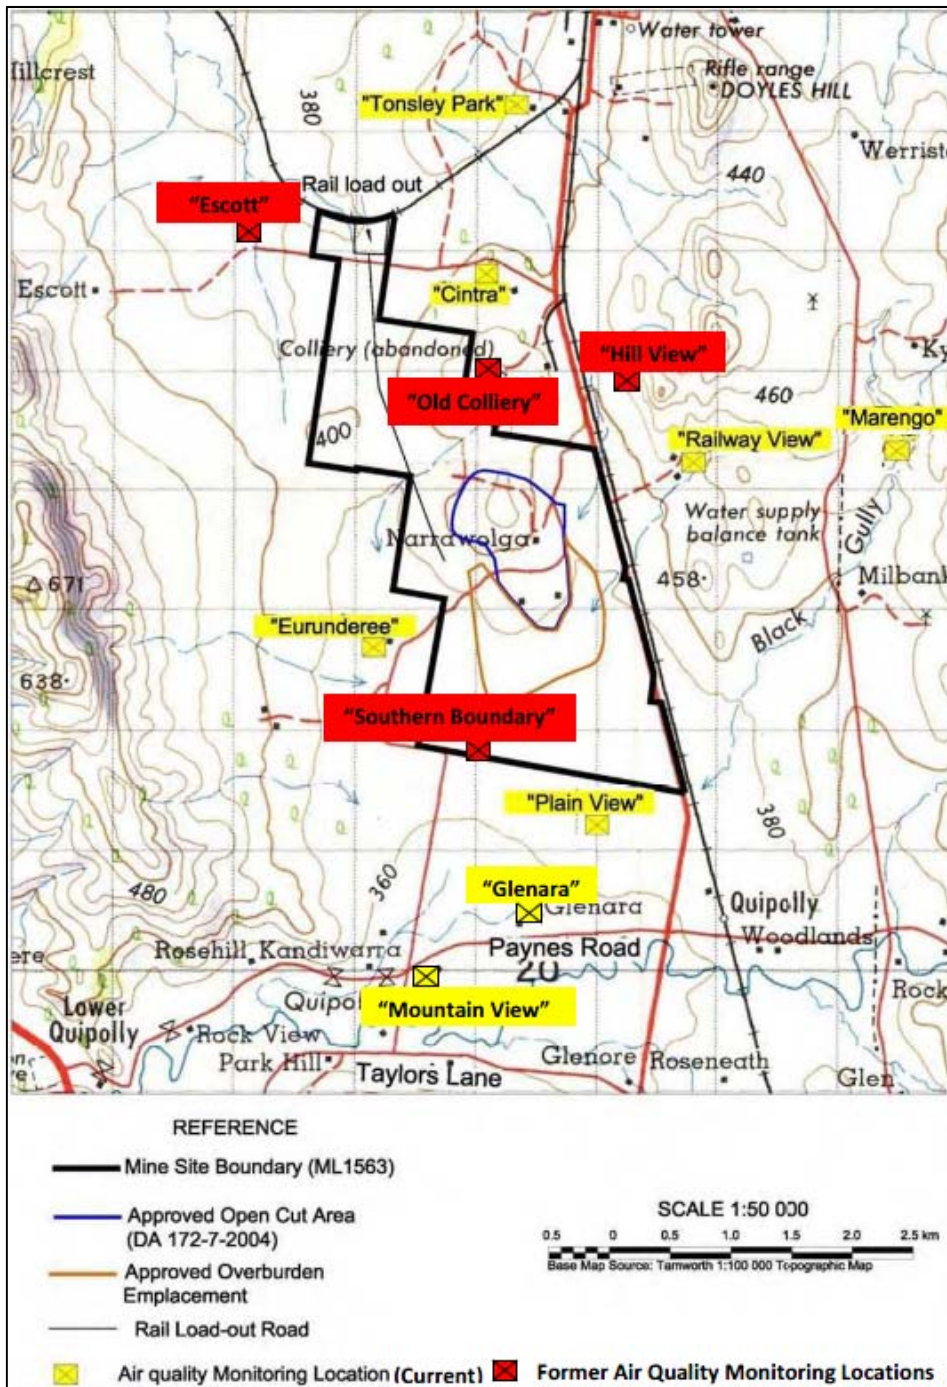 Water tower
Hillcrest
Rifle range
DOYLES HILL
380
"Tonsley Park"
Werrist
440
Rail load out
"Escott"
Escott
"Cintra"
Colliery (abandoned)
"Hill View"
Ky
"Old Colliery"
460
"Marengo"
400
"Railway View"
Water supply
balance tank
Gully
Narrawolga
671
458
Milbank
Black
"Eurunderee"
638
"Southern Boundary"
"Plain View"
380
480
360
"Glenara"
Glenara
Quipolly
Woodlands
ere
Rosehill
Kandiwarra
Paynes Road
20
Quipol
Rock
Lower
Quipolly
"Mountain View"
Rock View
Park Hill
Glenore
Roseneath
Taylors Lane
Glen
REFERENCE
Mine Site Boundary (ML1563)
Approved Open Cut Area
(DA 172-7-2004)
Approved Overburden
Emplacement
Rail Load-out Road
SCALE 1:50 000
0.5 0 0.5 1.0 1.5 2.0 2.5 km
Base Map Source: Tamworth 1:100 000 Topographic Map
Air quality Monitoring Location (Current)
Former Air Quality Monitoring Locations